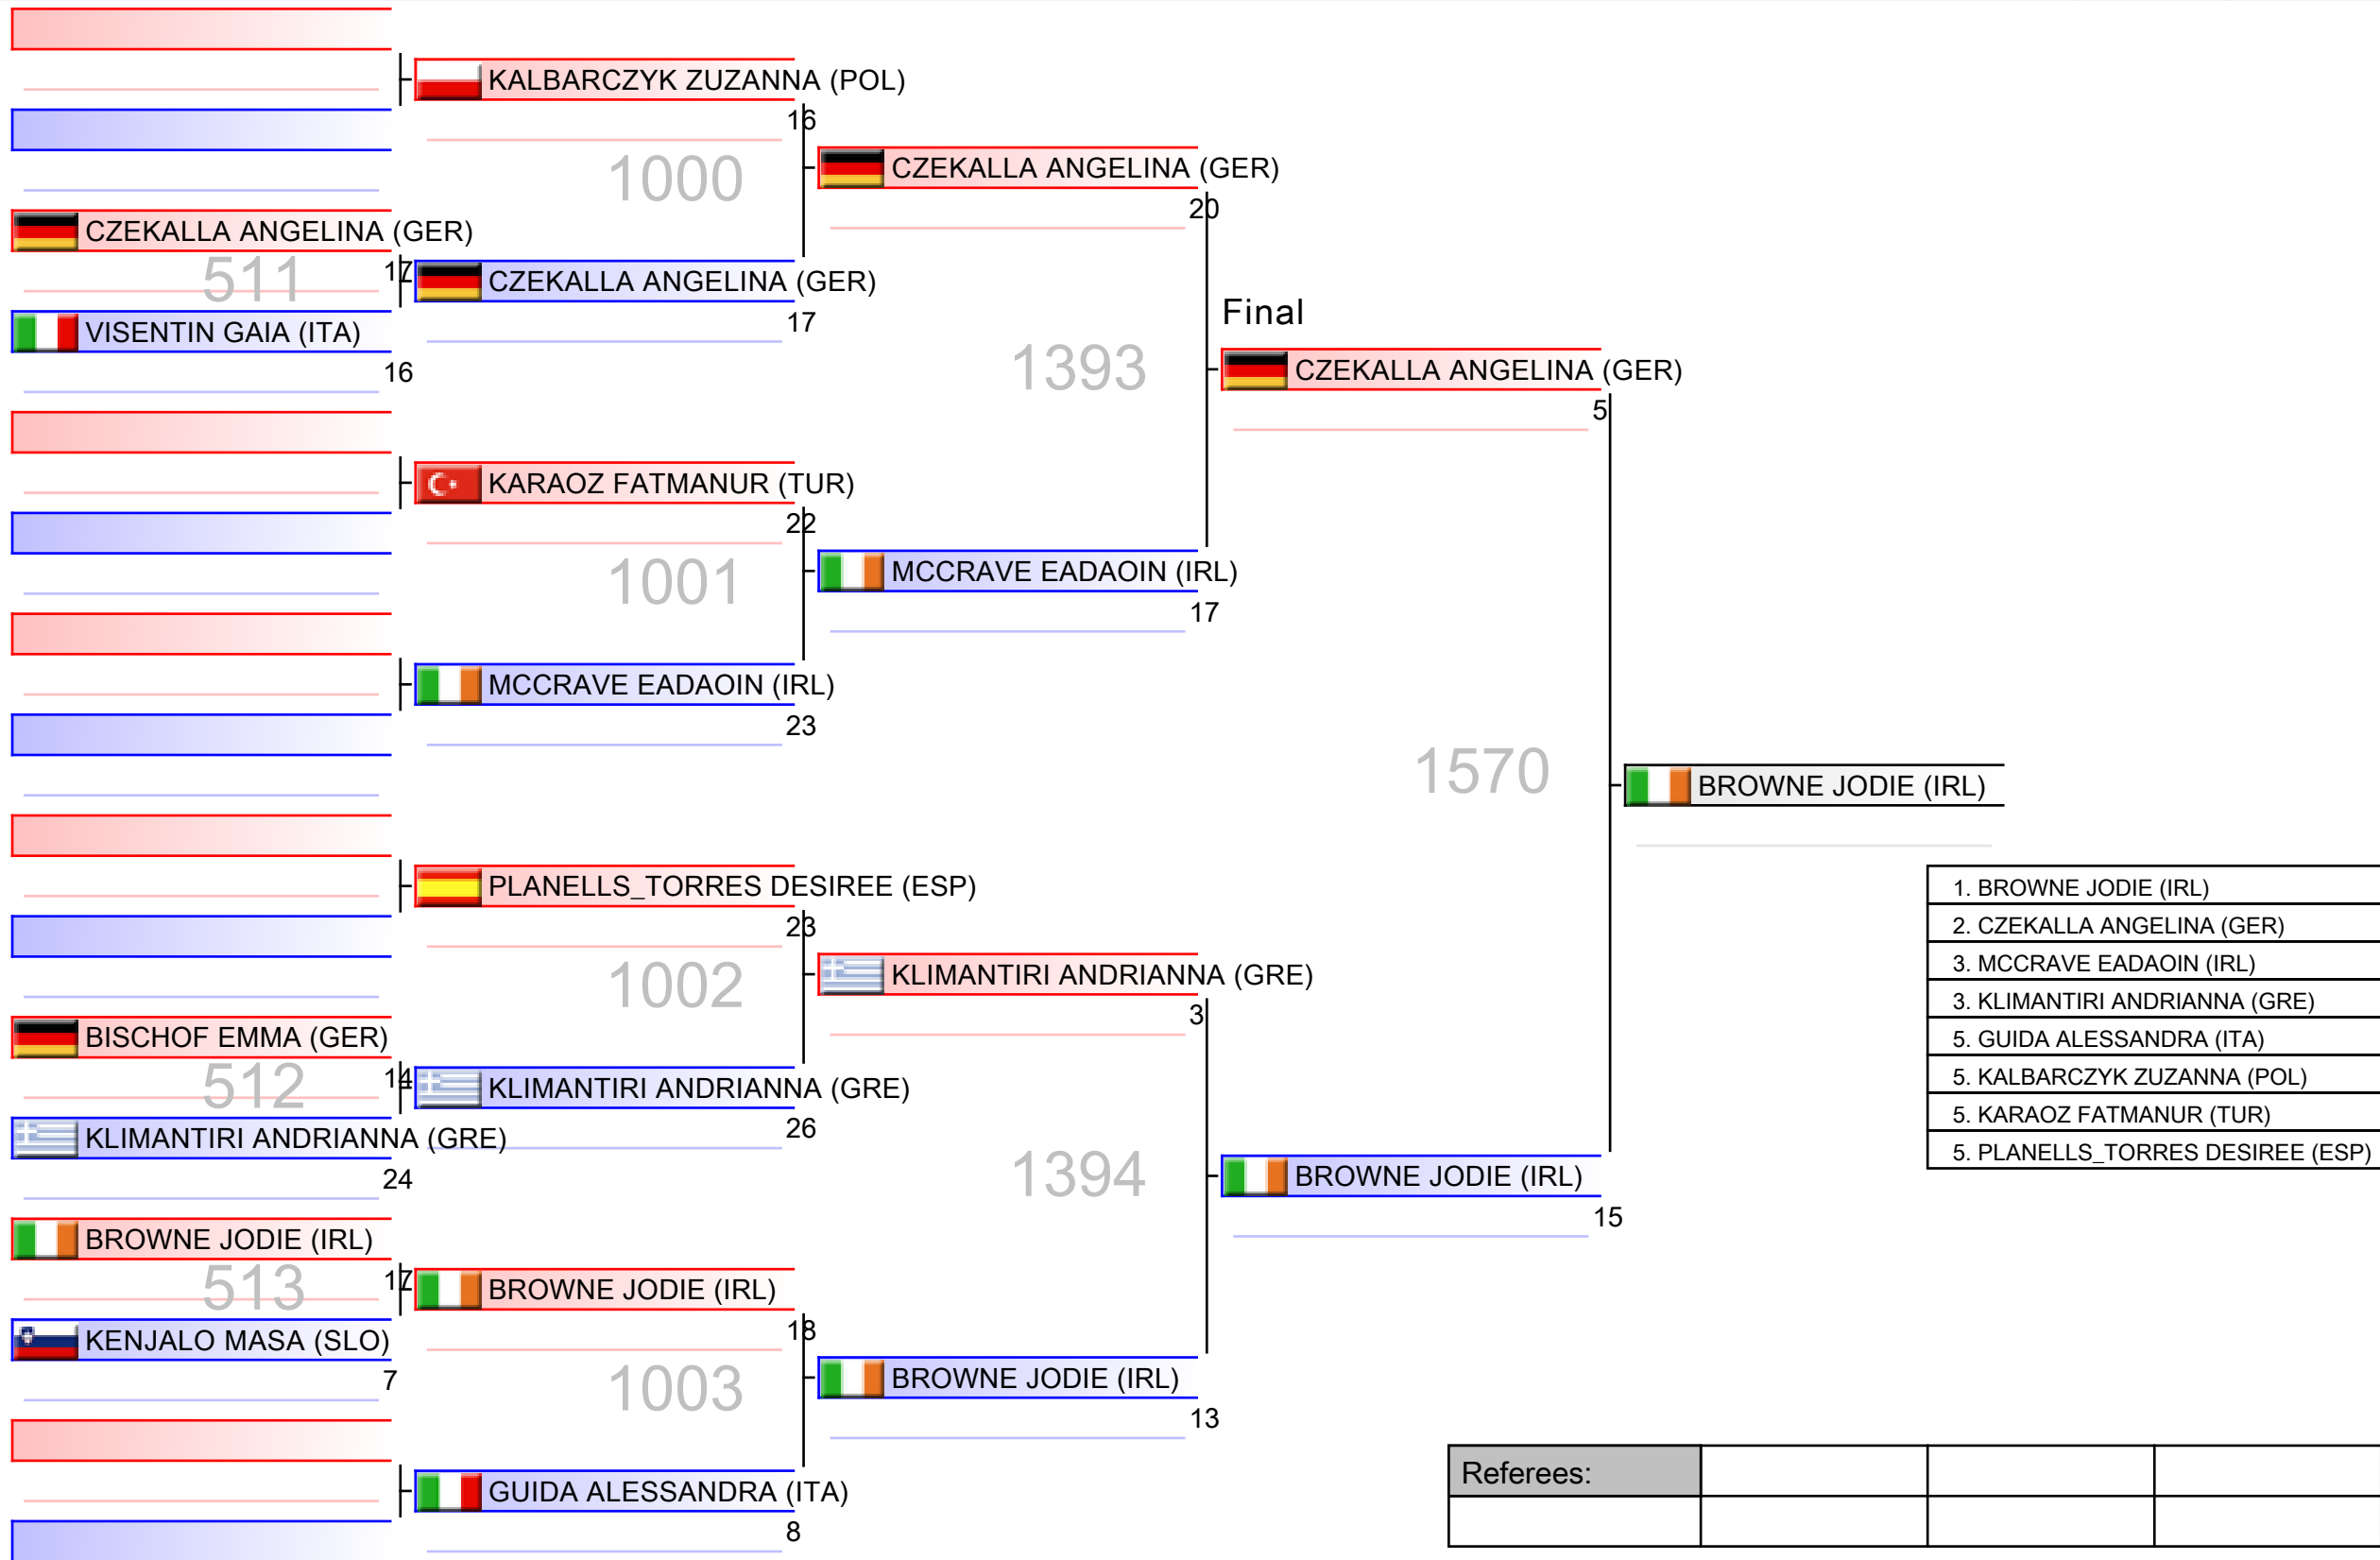 KALBARCZYK ZUZANNA (POL)
16
1000
CZEKALLA ANGELINA (GER)
20
CZEKALLA ANGELINA (GER)
17
511
CZEKALLA ANGELINA (GER)
17
VISENTIN GAIA (ITA)
16
Final
1393
CZEKALLA ANGELINA (GER)
5
KARAOZ FATMANUR (TUR)
22
1001
MCCRAVE EADAOIN (IRL)
17
MCCRAVE EADAOIN (IRL)
23
1570
BROWNE JODIE (IRL)
PLANELLS_TORRES DESIREE (ESP)
23
1002
KLIMANTIRI ANDRIANNA (GRE)
3
BISCHOF EMMA (GER)
14
512
KLIMANTIRI ANDRIANNA (GRE)
26
KLIMANTIRI ANDRIANNA (GRE)
24
1394
BROWNE JODIE (IRL)
15
BROWNE JODIE (IRL)
17
513
BROWNE JODIE (IRL)
18
KENJALO MASA (SLO)
7
1003
BROWNE JODIE (IRL)
13
GUIDA ALESSANDRA (ITA)
8
1. BROWNE JODIE (IRL)
2. CZEKALLA ANGELINA (GER)
3. MCCRAVE EADAOIN (IRL)
3. KLIMANTIRI ANDRIANNA (GRE)
5. GUIDA ALESSANDRA (ITA)
5. KALBARCZYK ZUZANNA (POL)
5. KARAOZ FATMANUR (TUR)
5. PLANELLS_TORRES DESIREE (ESP)
Referees: